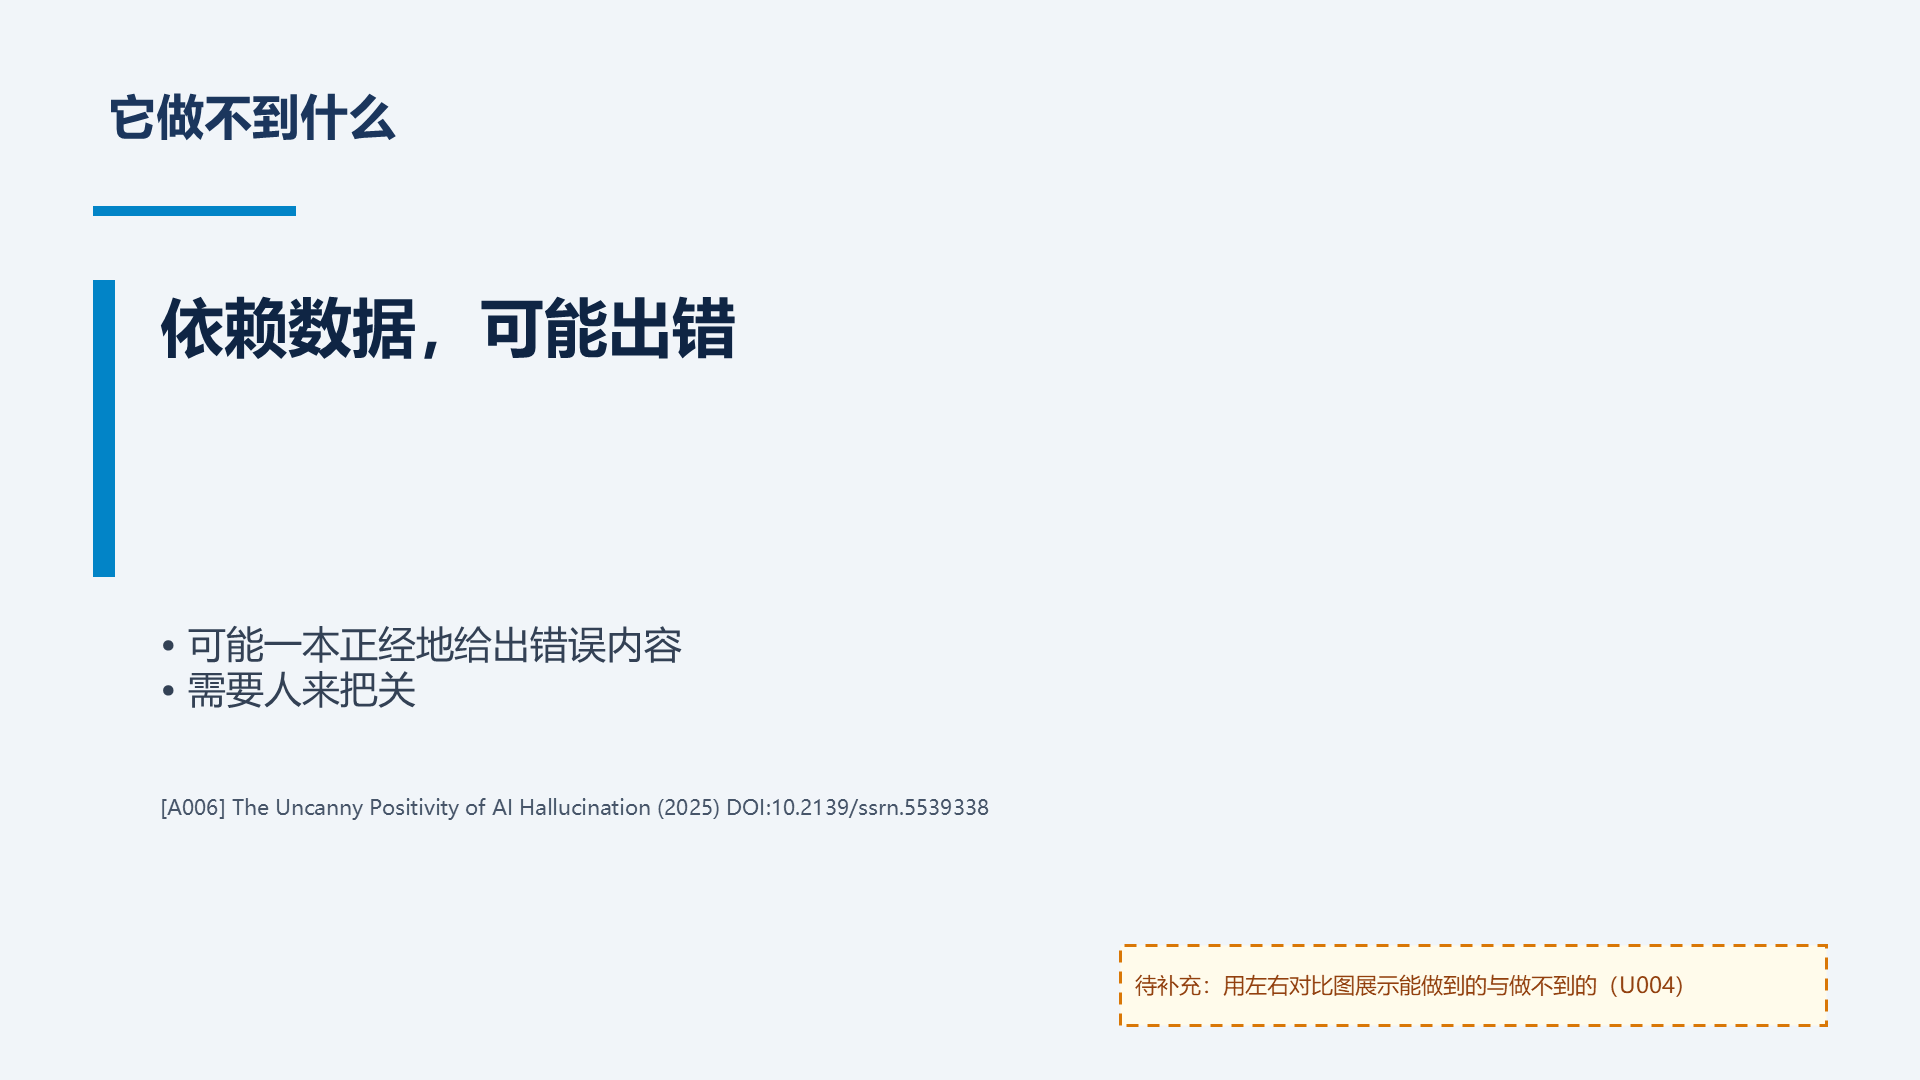 它做不到什么
依赖数据，可能出错
• 可能一本正经地给出错误内容
• 需要人来把关
[A006] The Uncanny Positivity of AI Hallucination (2025) DOI:10.2139/ssrn.5539338
待补充：用左右对比图展示能做到的与做不到的（U004）